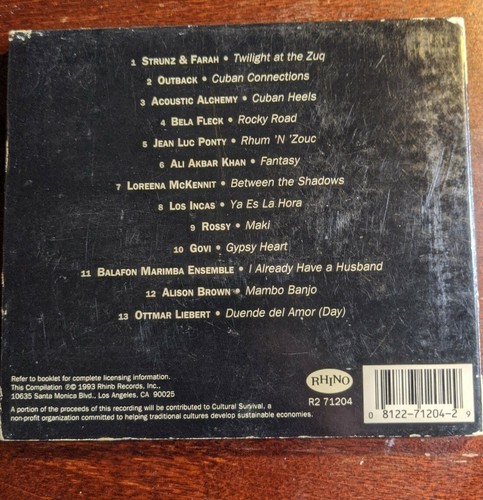 1 STRUNZ & FARAH • Twilight at the Zuq
2 OUTBACK • Cuban Connections
3 ACOUSTIC ALCHEMY • Cuban Heels
4 BELA FLECK • Rocky Road
5 JEAN LUC PONTY • Rhum 'N 'Zouc
6 ALI AKBAR KHAN • Fantasy
7 LOREENA MCKENNIT • Between the Shadows
8 LOS INCAS • Ya Es La Hora
9 ROSSY • Maki
10 GOVI • Gypsy Heart
11 BALAFON MARIMBA ENSEMBLE • I Already Have a Husband
12 ALISON BROWN • Mambo Banjo
13 OTTMAR LIEBERT • Duende del Amor (Day)
Refer to booklet for complete licensing information.
This Compilation ℗© 1993 Rhino Records, Inc.,
10635 Santa Monica Blvd., Los Angeles, CA 90025
A portion of the proceeds of this recording will be contributed to Cultural Survival, a
non-profit organization committed to helping traditional cultures develop sustainable economies.
RHINO
R2 71204
0 8122-71204-2 9